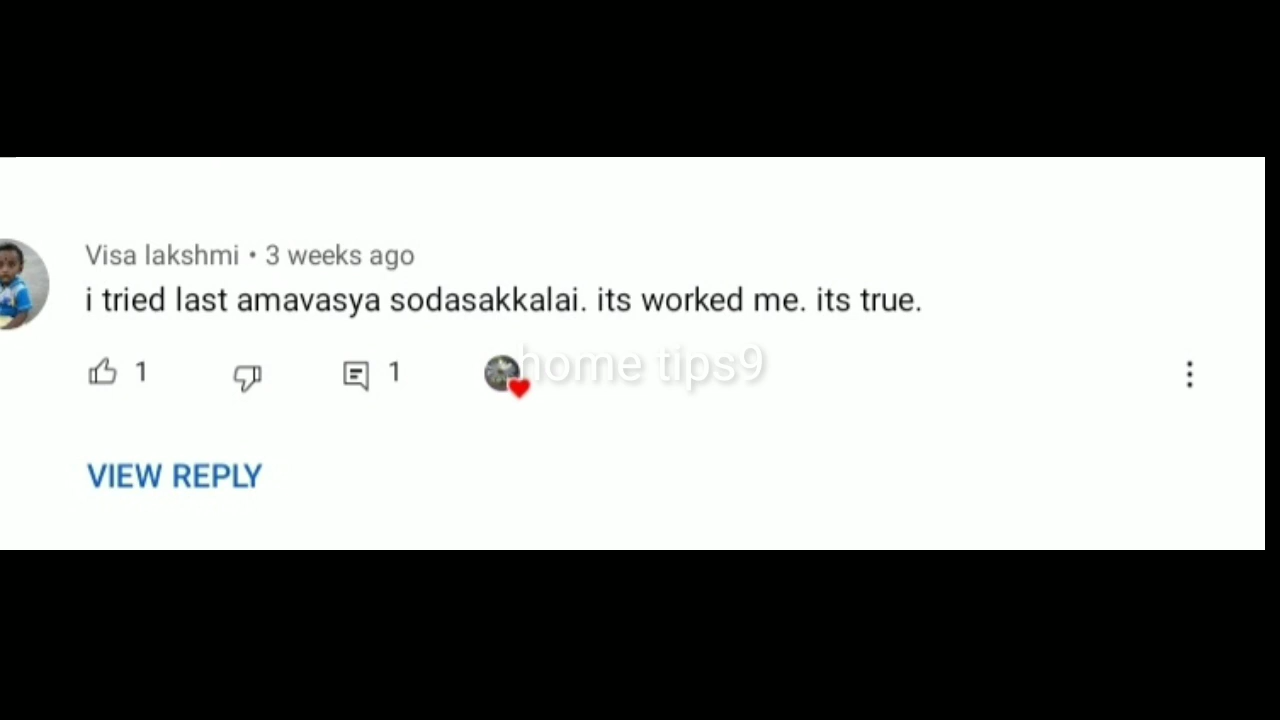 Visa lakshmi • 3 weeks ago
i tried last amavasya sodasakkalai. its worked me. its true.
1 1 home tips9
VIEW REPLY